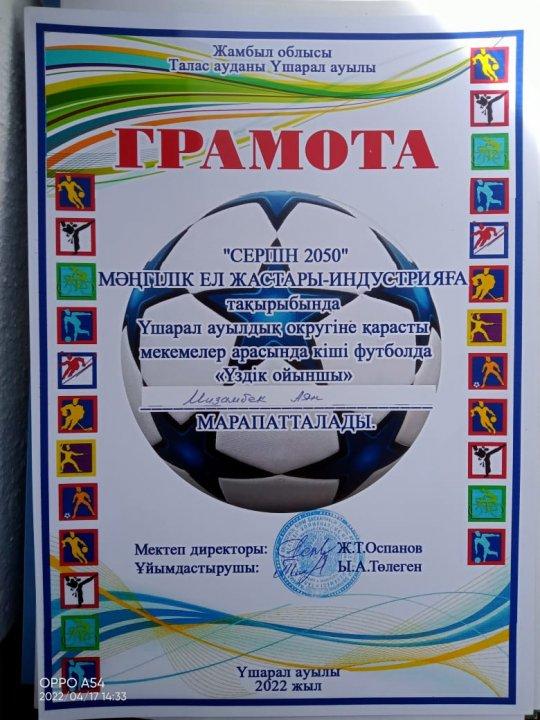 Жамбыл облысы
Талас ауданы Үшарал ауылы
ГРАМОТА
"СЕРПІН 2050"
МӘҢГІЛІК ЕЛ ЖАСТАРЫ-ИНДУСТРИЯҒА
тақырыбында
Үшарал ауылдық округіне қарасты
мекемелер арасында кіші футболда
«Үздік ойыншы»
Мизамбек Аян
МАРАПАТТАЛАДЫ.
Мектеп директоры: Ж.Т.Оспанов
Ұйымдастырушы: Ы.А.Төлеген
Үшарал ауылы
2022 жыл
OPPO A54
2022/04/17 14:33